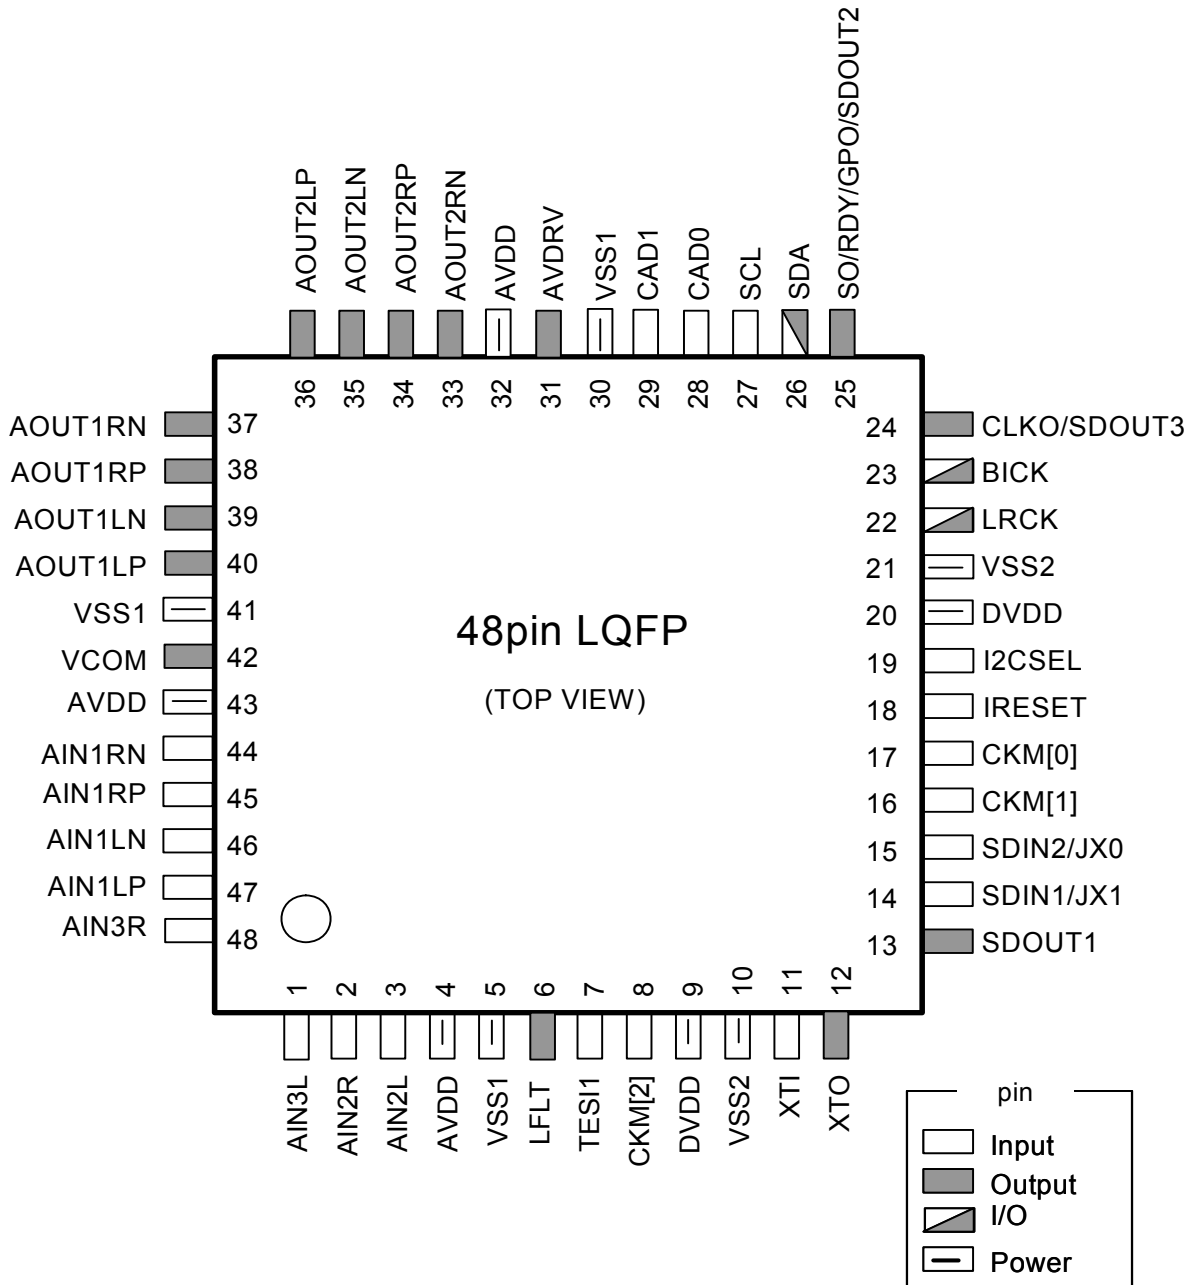 AOUT2LP
AOUT2LN
AOUT2RP
AOUT2RN
AVDD
AVDRV
VSS1
CAD1
CAD0
SCL
SDA
SO/RDY/GPO/SDOUT2
36
35
34
33
32
31
30
29
28
27
26
25
AOUT1RN 37
AOUT1RP 38
AOUT1LN 39
AOUT1LP 40
VSS1 41
VCOM 42
AVDD 43
AIN1RN 44
AIN1RP 45
AIN1LN 46
AIN1LP 47
AIN3R 48
48pin LQFP
(TOP VIEW)
24 CLKO/SDOUT3
23 BICK
22 LRCK
21 VSS2
20 DVDD
19 I2CSEL
18 IRESET
17 CKM[0]
16 CKM[1]
15 SDIN2/JX0
14 SDIN1/JX1
13 SDOUT1
1
2
3
4
5
6
7
8
9
10
11
12
AIN3L
AIN2R
AIN2L
AVDD
VSS1
LFLT
TESI1
CKM[2]
DVDD
VSS2
XTI
XTO
pin
Input
Output
I/O
Power